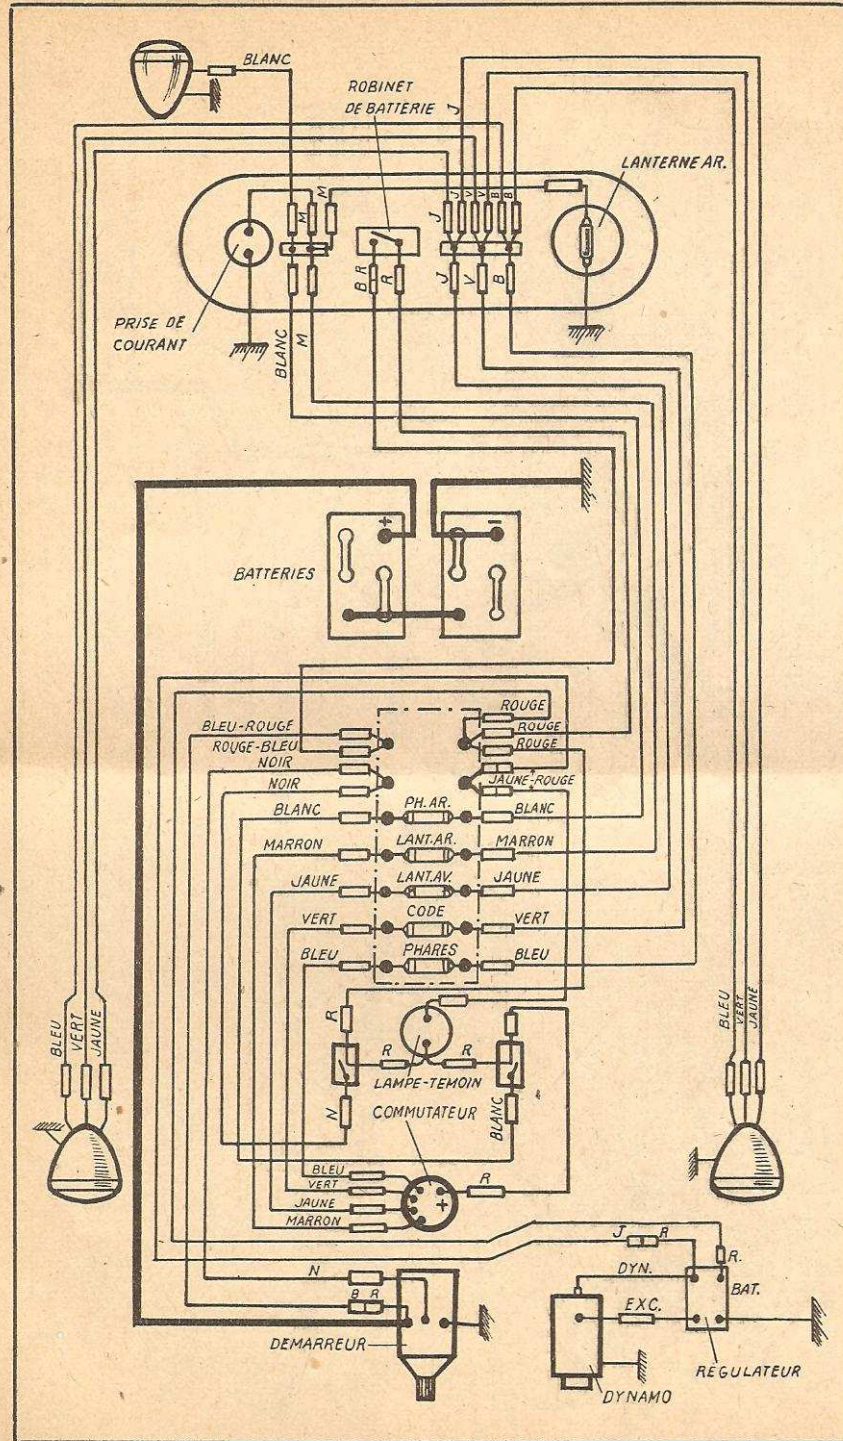 BLANC
ROBINET
DE BATTERIE
J
LANTERNE AR.
M
M
J
J
V
V
B
B
B R
R
J
V
B
PRISE DE
COURANT
BLANC
M
+
-
BATTERIES
BLEU-ROUGE
ROUGE
ROUGE-BLEU
ROUGE
NOIR
ROUGE
NOIR
JAUNE-ROUGE
BLANC
PH. AR.
BLANC
MARRON
LANT. AR.
MARRON
JAUNE
LANT. AV.
JAUNE
VERT
CODE
VERT
BLEU
PHARES
BLEU
BLEU
VERT
JAUNE
R
R
R
LAMPE-TEMOIN
BLEU
VERT
JAUNE
N
COMMUTATEUR
BLANC
BLEU
VERT
JAUNE
MARRON
+
R
J R
R.
N
DYN.
BAT.
B R
EXC.
DEMARREUR
REGULATEUR
DYNAMO